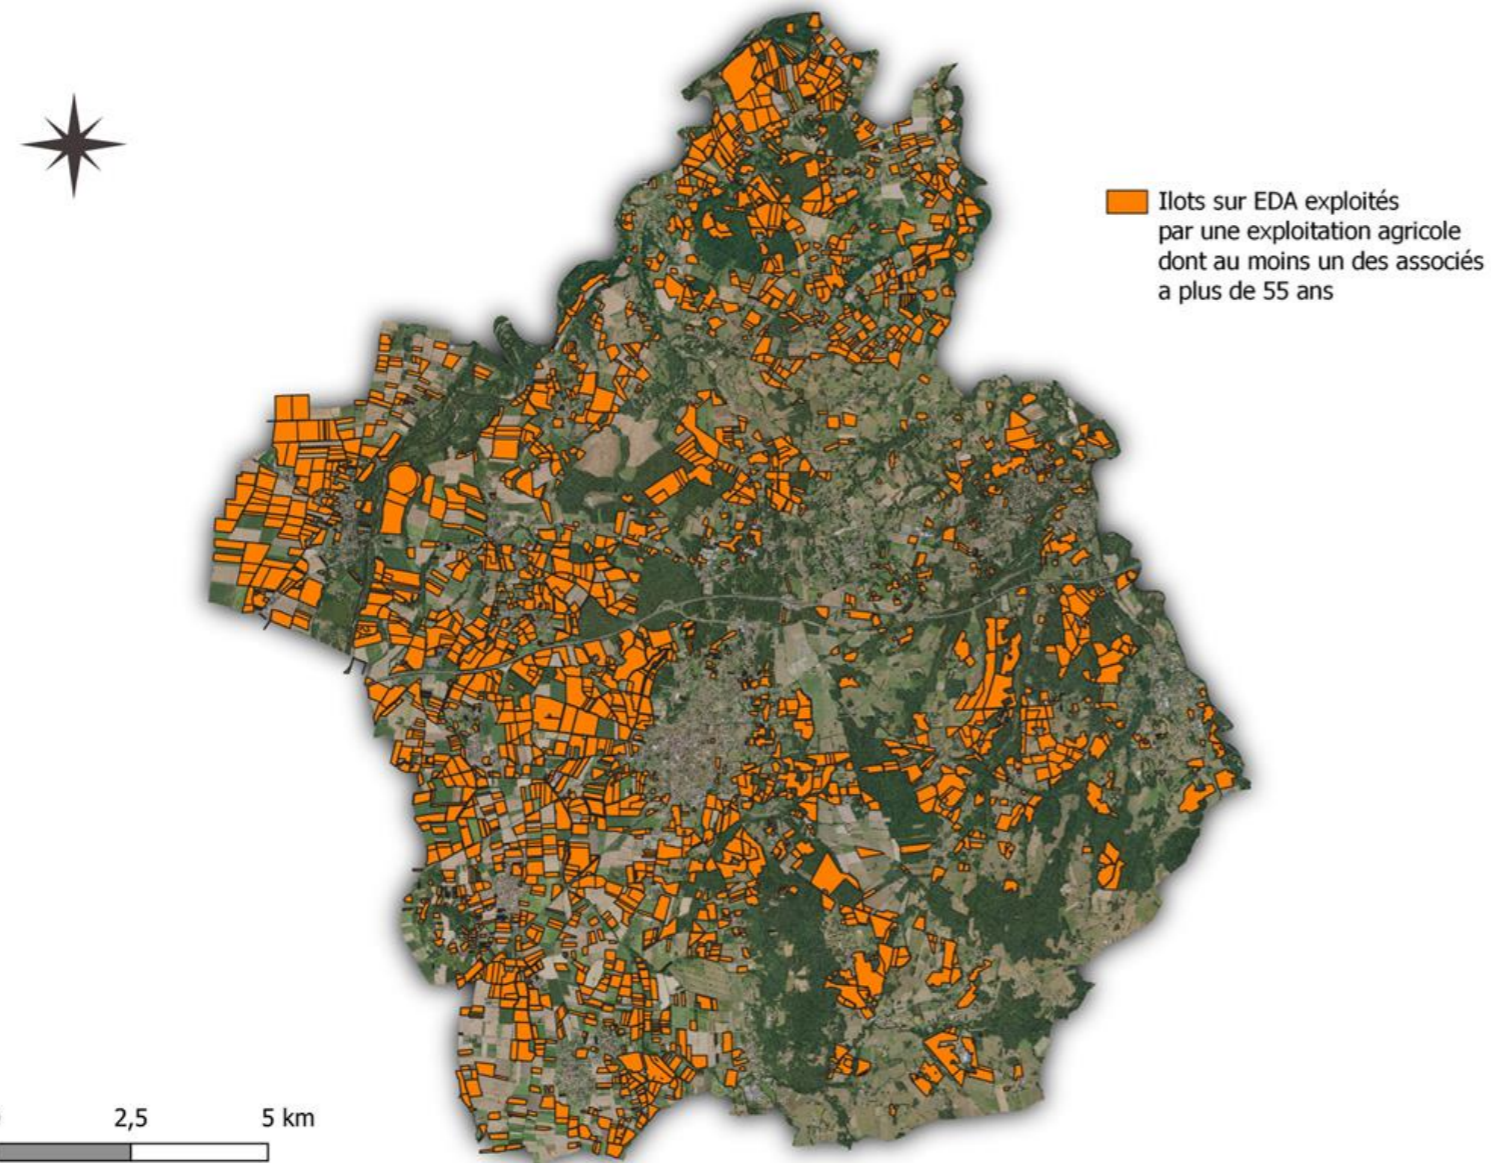 Ilots sur EDA exploités
par une exploitation agricole
dont au moins un des associés
a plus de 55 ans
2,5 5 km